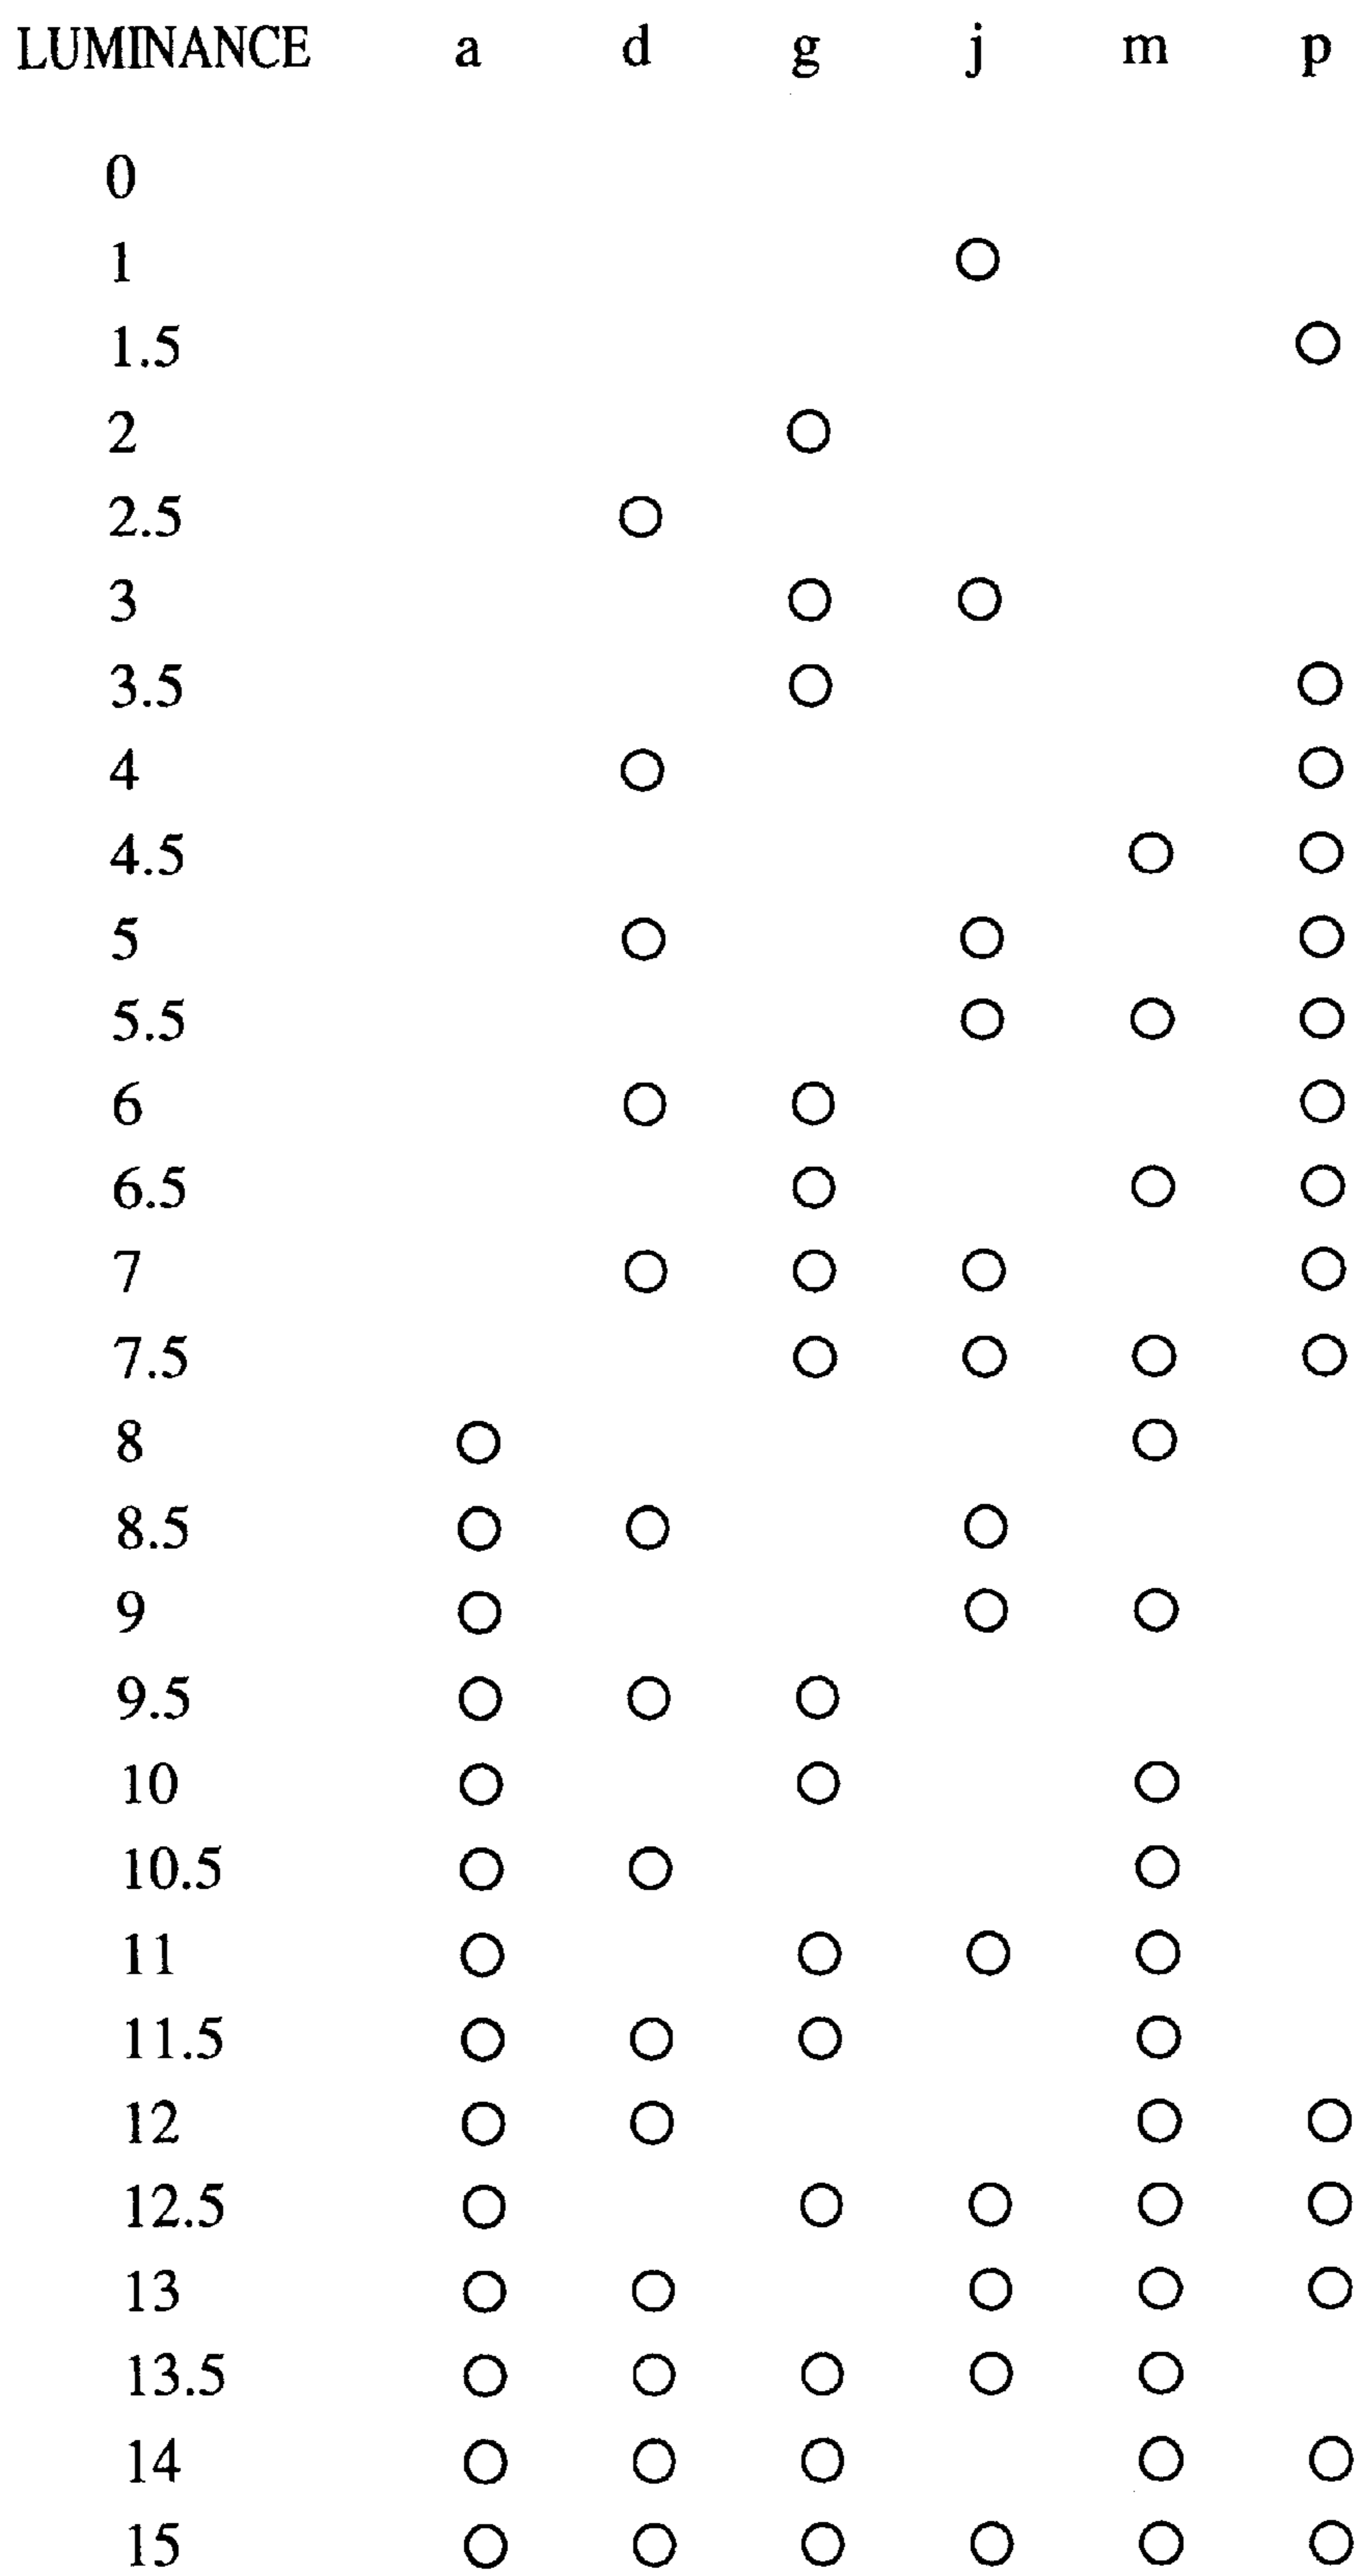 LUMINANCE a d g j m p
0
1 ○
1.5 ○
2 ○
2.5 ○
3 ○ ○
3.5 ○ ○
4 ○ ○
4.5 ○ ○
5 ○ ○ ○
5.5 ○ ○ ○
6 ○ ○ ○
6.5 ○ ○ ○
7 ○ ○ ○ ○
7.5 ○ ○ ○ ○
8 ○ ○
8.5 ○ ○ ○
9 ○ ○ ○
9.5 ○ ○ ○
10 ○ ○ ○
10.5 ○ ○ ○
11 ○ ○ ○ ○
11.5 ○ ○ ○ ○
12 ○ ○ ○ ○
12.5 ○ ○ ○ ○ ○
13 ○ ○ ○ ○ ○
13.5 ○ ○ ○ ○ ○
14 ○ ○ ○ ○ ○
15 ○ ○ ○ ○ ○ ○